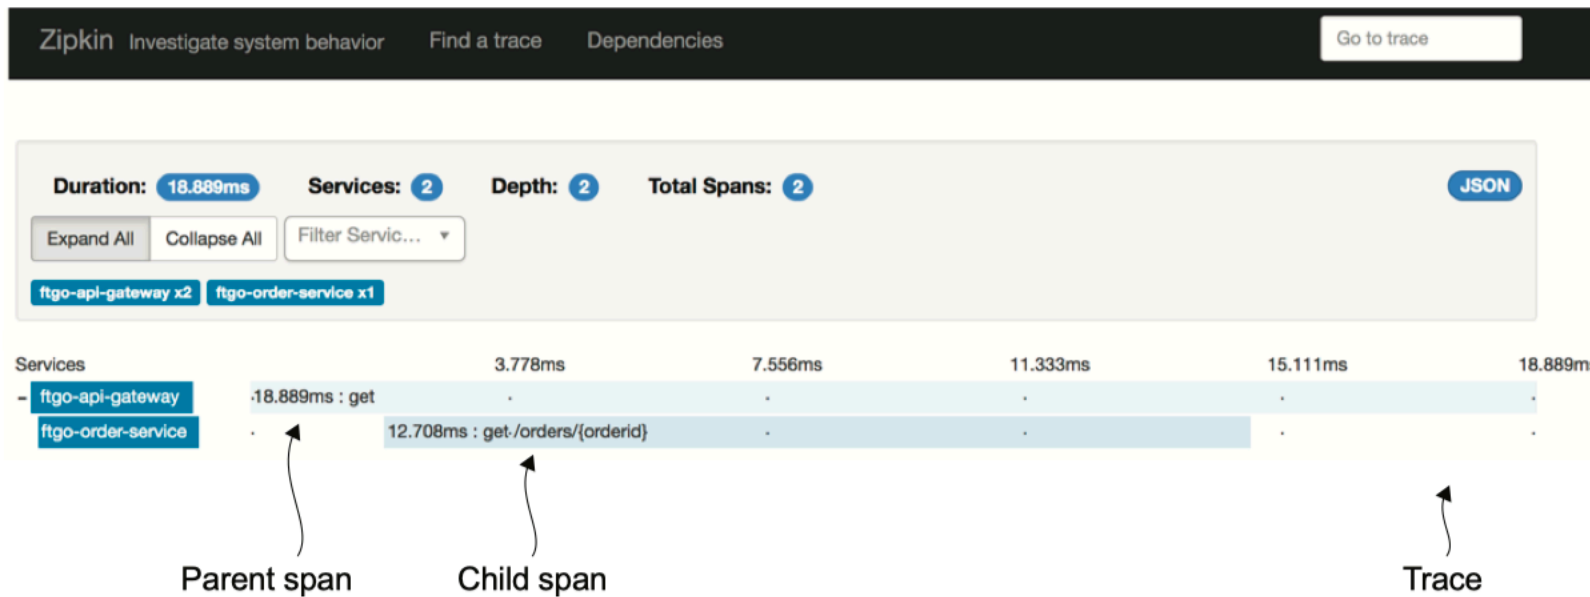 Zipkin Investigate system behavior Find a trace Dependencies Go to trace
Duration: 18.889ms Services: 2 Depth: 2 Total Spans: 2 JSON
Expand All Collapse All Filter Servic...
ftgo-api-gateway x2 ftgo-order-service x1
Services 3.778ms 7.556ms 11.333ms 15.111ms 18.889ms
- ftgo-api-gateway 18.889ms : get
ftgo-order-service 12.708ms : get /orders/{orderid}
Parent span Child span Trace